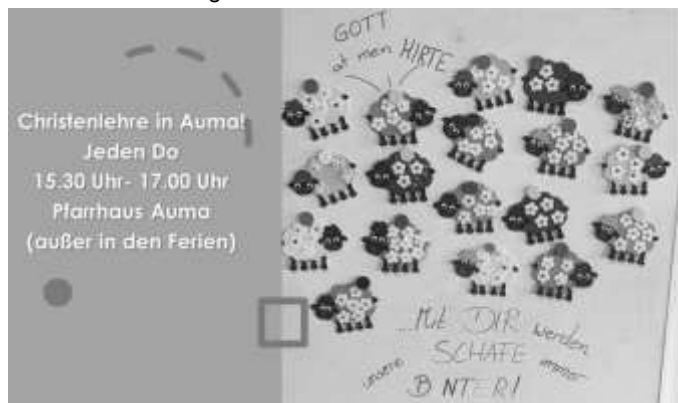 Christenlehre in Auma!
Jeden Do
15.30 Uhr- 17.00 Uhr
Pfarrhaus Auma
(außer in den Ferien)
GOTT
ist mein HIRTE
...Mit DIR werden
unsere SCHAFE immer
BUNTER!